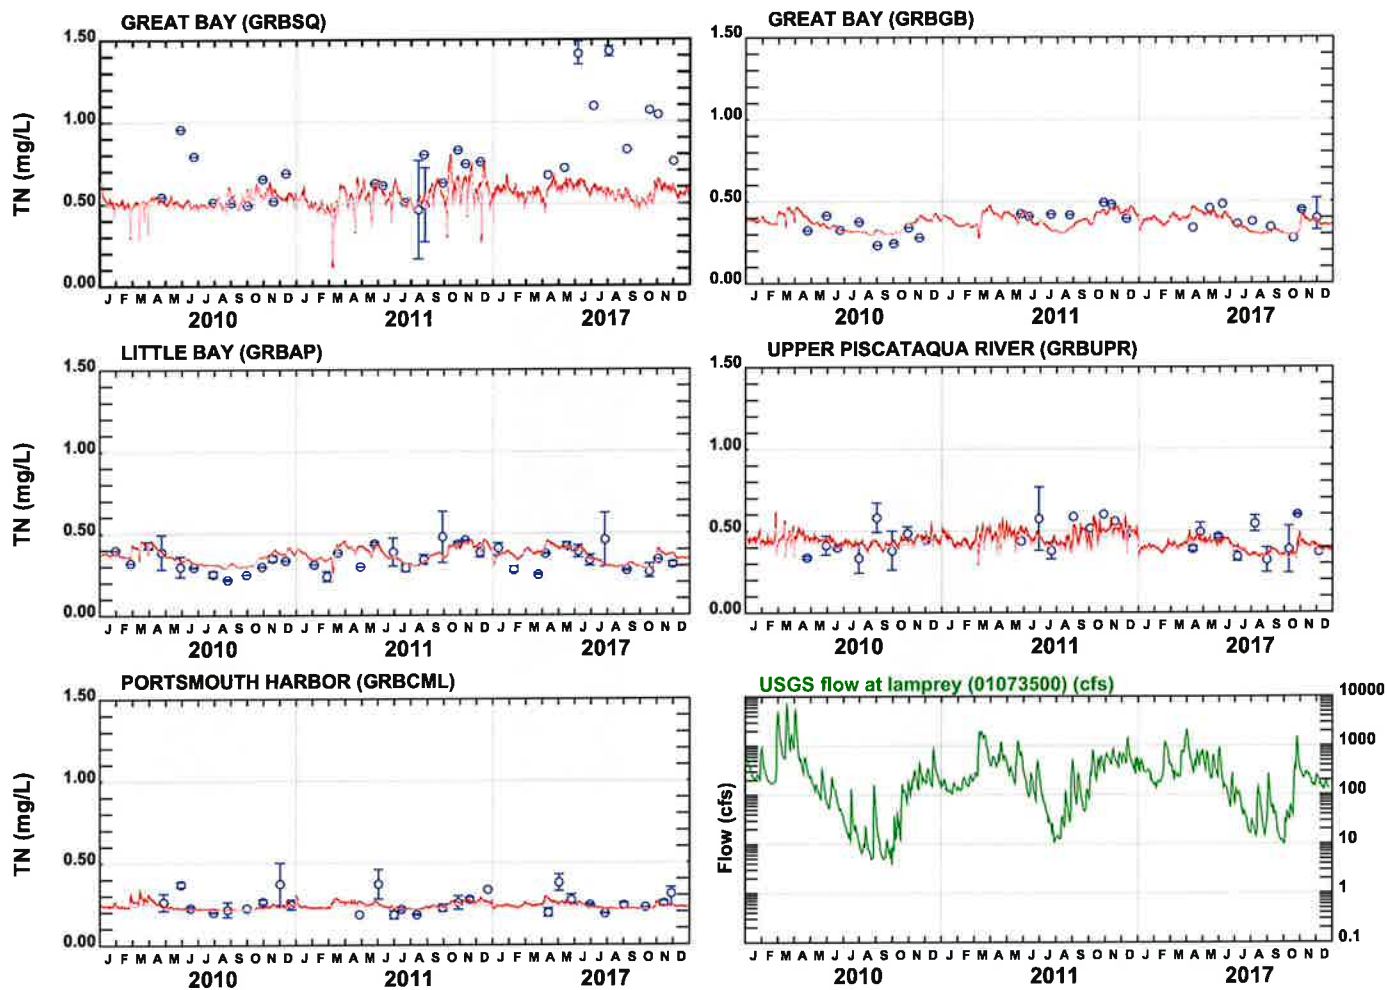 GREAT BAY (GRBSQ)
TN (mg/L)
1.50
1.00
0.50
0.00
J F M A M J J A S O N D J F M A M J J A S O N D J F M A M J J A S O N D
2010 2011 2017
GREAT BAY (GRBGB)
1.50
1.00
0.50
0.00
J F M A M J J A S O N D J F M A M J J A S O N D J F M A M J J A S O N D
2010 2011 2017
LITTLE BAY (GRBAP)
TN (mg/L)
1.50
1.00
0.50
0.00
J F M A M J J A S O N D J F M A M J J A S O N D J F M A M J J A S O N D
2010 2011 2017
UPPER PISCATAQUA RIVER (GRBUPR)
1.50
1.00
0.50
0.00
J F M A M J J A S O N D J F M A M J J A S O N D J F M A M J J A S O N D
2010 2011 2017
PORTSMOUTH HARBOR (GRBCML)
TN (mg/L)
1.50
1.00
0.50
0.00
J F M A M J J A S O N D J F M A M J J A S O N D J F M A M J J A S O N D
2010 2011 2017
USGS flow at lamprey (01073500) (cfs)
Flow (cfs)
10000
1000
100
10
1
0.1
J F M A M J J A S O N D J F M A M J J A S O N D J F M A M J J A S O N D
2010 2011 2017